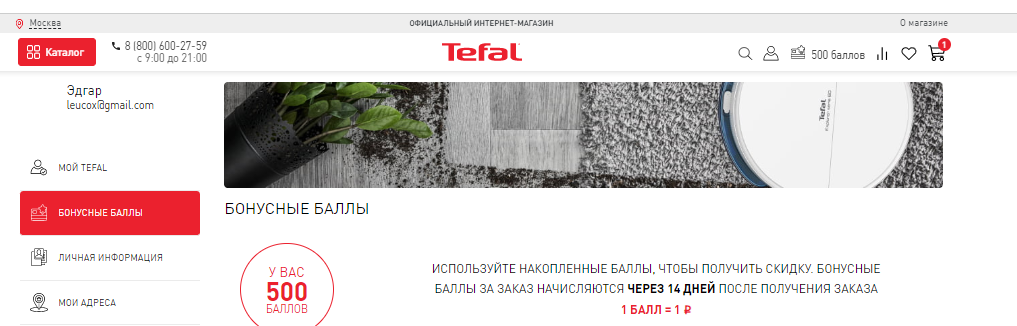 Москва
ОФИЦИАЛЬНЫЙ ИНТЕРНЕТ-МАГАЗИН
О магазине
Каталог
8 (800) 600-27-59
с 9:00 до 21:00
Tefal
500 баллов
1
Эдгар
leucox@gmail.com
Tefal
МОЙ TEFAL
БОНУСНЫЕ БАЛЛЫ
ЛИЧНАЯ ИНФОРМАЦИЯ
МОИ АДРЕСА
БОНУСНЫЕ БАЛЛЫ
У ВАС
500
БАЛЛОВ
ИСПОЛЬЗУЙТЕ НАКОПЛЕННЫЕ БАЛЛЫ, ЧТОБЫ ПОЛУЧИТЬ СКИДКУ. БОНУСНЫЕ
БАЛЛЫ ЗА ЗАКАЗ НАЧИСЛЯЮТСЯ ЧЕРЕЗ 14 ДНЕЙ ПОСЛЕ ПОЛУЧЕНИЯ ЗАКАЗА
1 БАЛЛ = 1 ₽